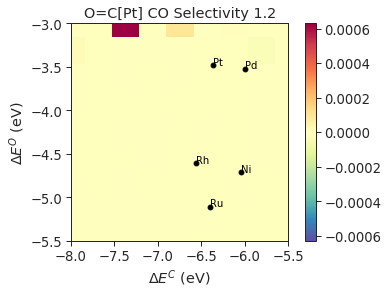 O=C[Pt] CO Selectivity 1.2
−3.0
−3.5
−4.0
−4.5
−5.0
−5.5
ΔE^O (eV)
Pt
Pd
Rh
Ni
Ru
−8.0 −7.5 −7.0 −6.5 −6.0 −5.5
ΔE^C (eV)
0.0006
0.0004
0.0002
0.0000
−0.0002
−0.0004
−0.0006